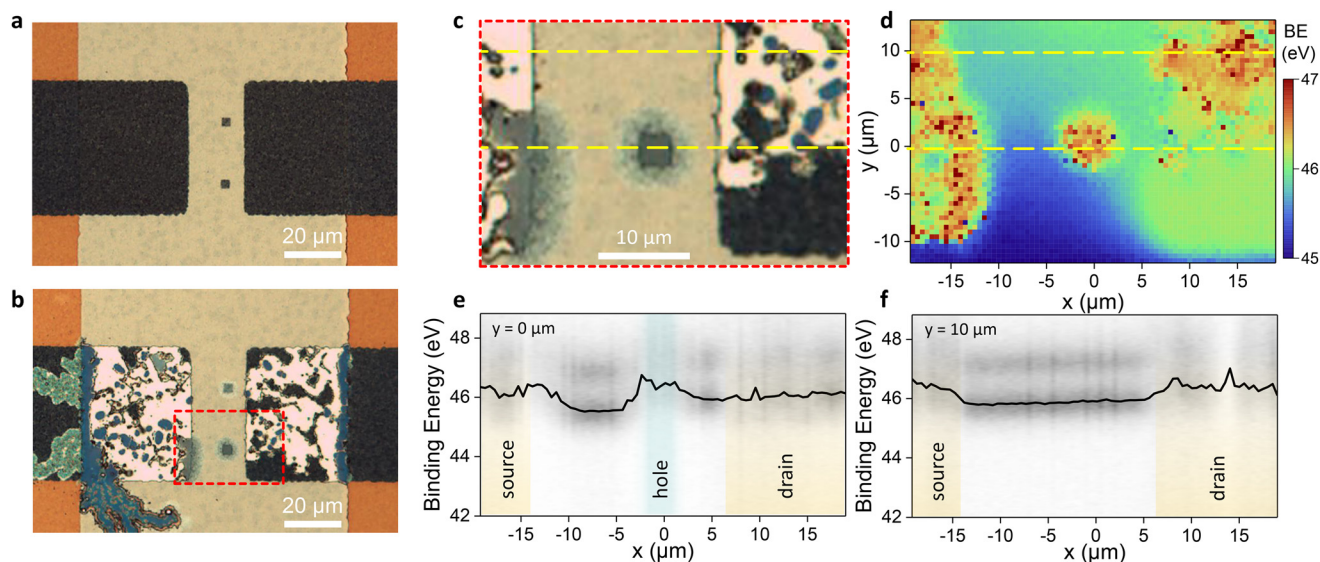 a
20 µm
b
20 µm
c
10 µm
d
BE
(eV)
47
46
45
y (µm)
10
5
0
-5
-10
-15
-10
-5
0
5
10
15
x (µm)
e
Binding Energy (eV)
48
46
44
42
y = 0 µm
source
hole
drain
-15
-10
-5
0
5
10
15
x (µm)
f
Binding Energy (eV)
48
46
44
42
y = 10 µm
source
drain
-15
-10
-5
0
5
10
15
x (µm)